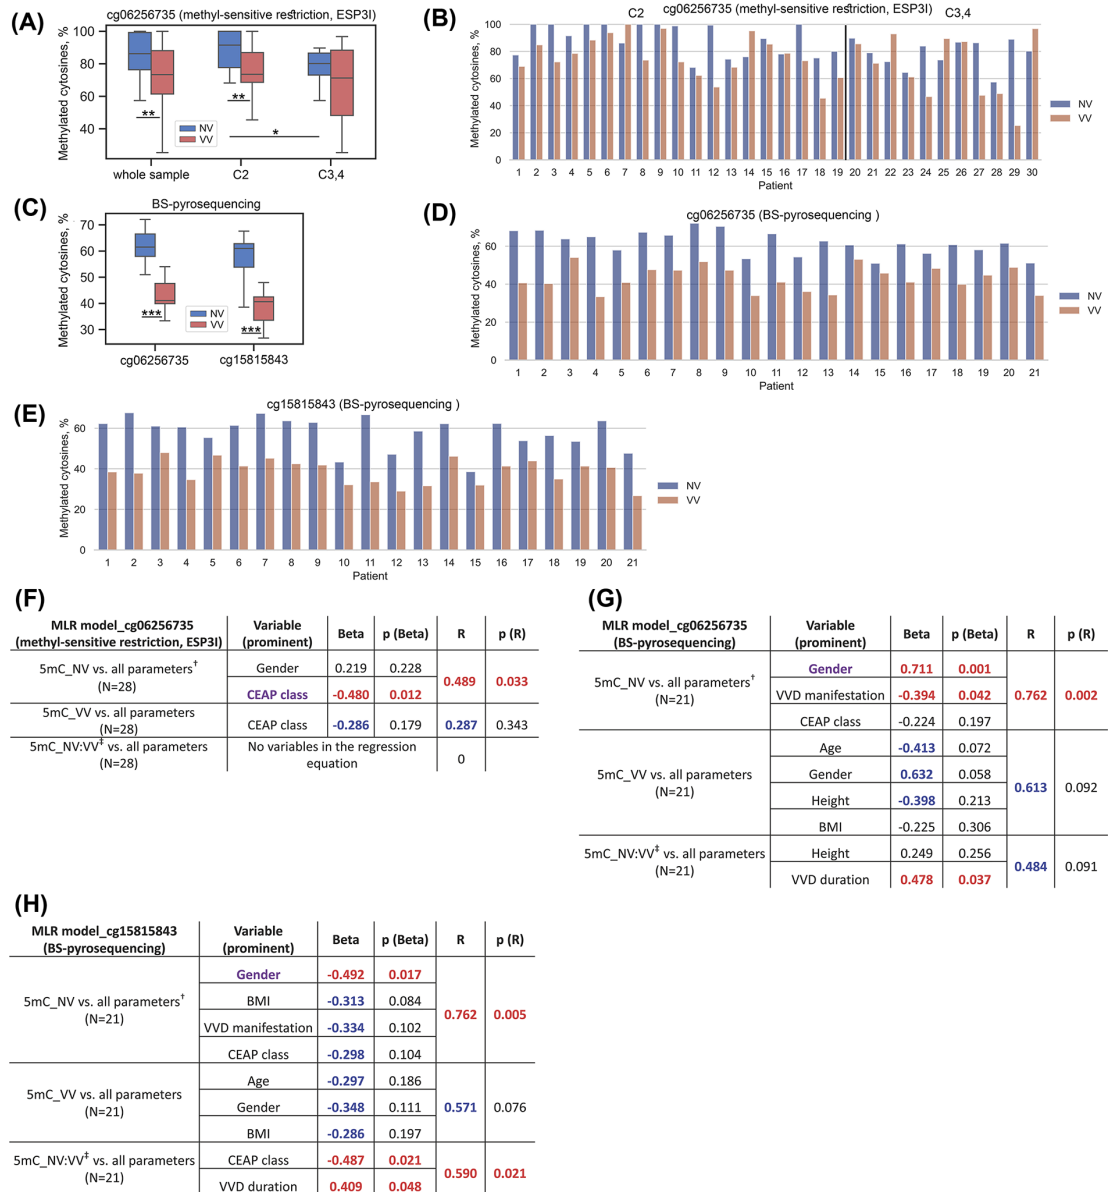 (A)
cg06256735 (methyl-sensitive restriction, ESP3I)
Methylated cytosines, %
100
80
60
40
**
**
*
NV
VV
whole sample
C2
C3,4
(B)
cg06256735 (methyl-sensitive restriction, ESP3I)
C2
C3,4
Methylated cytosines, %
100
80
60
40
20
0
1 2 3 4 5 6 7 8 9 10 11 12 13 14 15 16 17 18 19 20 21 22 23 24 25 26 27 28 29 30
Patient
NV
VV
(C)
BS-pyrosequencing
Methylated cytosines, %
70
60
50
40
30
***
***
NV
VV
cg06256735
cg15815843
(D)
cg06256735 (BS-pyrosequencing )
Methylated cytosines, %
60
40
20
0
1 2 3 4 5 6 7 8 9 10 11 12 13 14 15 16 17 18 19 20 21
Patient
NV
VV
(E)
cg15815843 (BS-pyrosequencing )
Methylated cytosines, %
60
40
20
0
1 2 3 4 5 6 7 8 9 10 11 12 13 14 15 16 17 18 19 20 21
Patient
NV
VV
(F)
MLR model_cg06256735
(methyl-sensitive restriction, ESP3I)
Variable
(prominent)
Beta
p (Beta)
R
p (R)
5mC_NV vs. all parameters†
(N=28)
Gender 0.219 0.228
CEAP class -0.480 0.012
0.489 0.033
5mC_VV vs. all parameters
(N=28)
CEAP class -0.286 0.179 0.287 0.343
5mC_NV:VV‡ vs. all parameters
(N=28)
No variables in the regression
equation
0
(G)
MLR model_cg06256735
(BS-pyrosequencing)
Variable
(prominent)
Beta
p (Beta)
R
p (R)
5mC_NV vs. all parameters†
(N=21)
Gender 0.711 0.001
VVD manifestation -0.394 0.042
CEAP class -0.224 0.197
0.762 0.002
5mC_VV vs. all parameters
(N=21)
Age -0.413 0.072
Gender 0.632 0.058
Height -0.398 0.213
BMI -0.225 0.306
0.613 0.092
5mC_NV:VV‡ vs. all parameters
(N=21)
Height 0.249 0.256
VVD duration 0.478 0.037
0.484 0.091
(H)
MLR model_cg15815843
(BS-pyrosequencing)
Variable
(prominent)
Beta
p (Beta)
R
p (R)
5mC_NV vs. all parameters†
(N=21)
Gender -0.492 0.017
BMI -0.313 0.084
VVD manifestation -0.334 0.102
CEAP class -0.298 0.104
0.762 0.005
5mC_VV vs. all parameters
(N=21)
Age -0.297 0.186
Gender -0.348 0.111
BMI -0.286 0.197
0.571 0.076
5mC_NV:VV‡ vs. all parameters
(N=21)
CEAP class -0.487 0.021
VVD duration 0.409 0.048
0.590 0.021